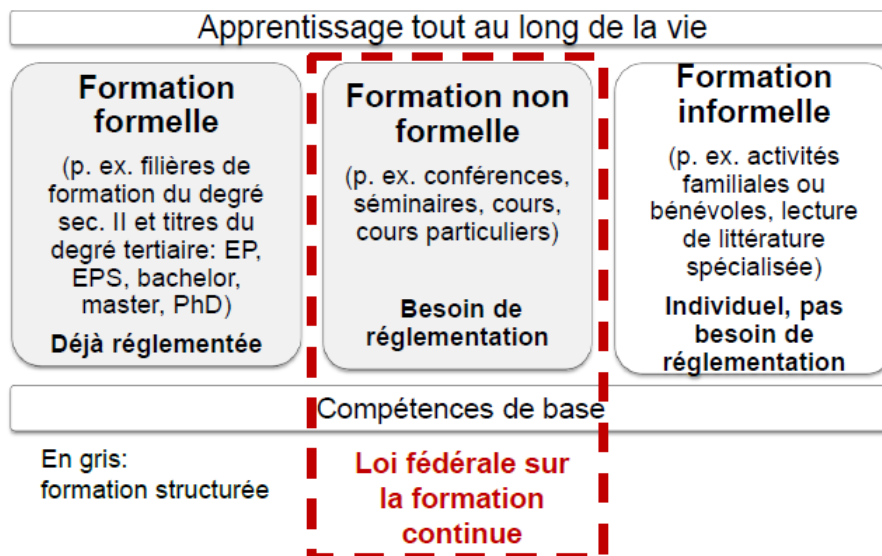 Apprentissage tout au long de la vie
Formation
formelle
(p. ex. filières de
formation du degré
sec. II et titres du
degré tertiaire: EP,
EPS, bachelor,
master, PhD)
Déjà réglementée
Formation non
formelle
(p. ex. conférences,
séminaires, cours,
cours particuliers)
Besoin de
réglementation
Formation
informelle
(p. ex. activités
familiales ou
bénévoles, lecture
de littérature
spécialisée)
Individuel, pas
besoin de
réglementation
Compétences de base
En gris:
formation structurée
Loi fédérale sur
la formation
continue